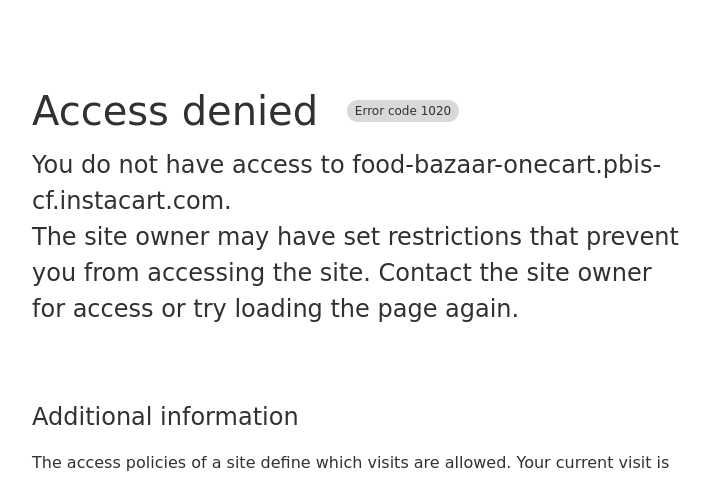 Access denied
Error code 1020
You do not have access to food-bazaar-onecart.pbis-
cf.instacart.com.
The site owner may have set restrictions that prevent
you from accessing the site. Contact the site owner
for access or try loading the page again.
Additional information
The access policies of a site define which visits are allowed. Your current visit is